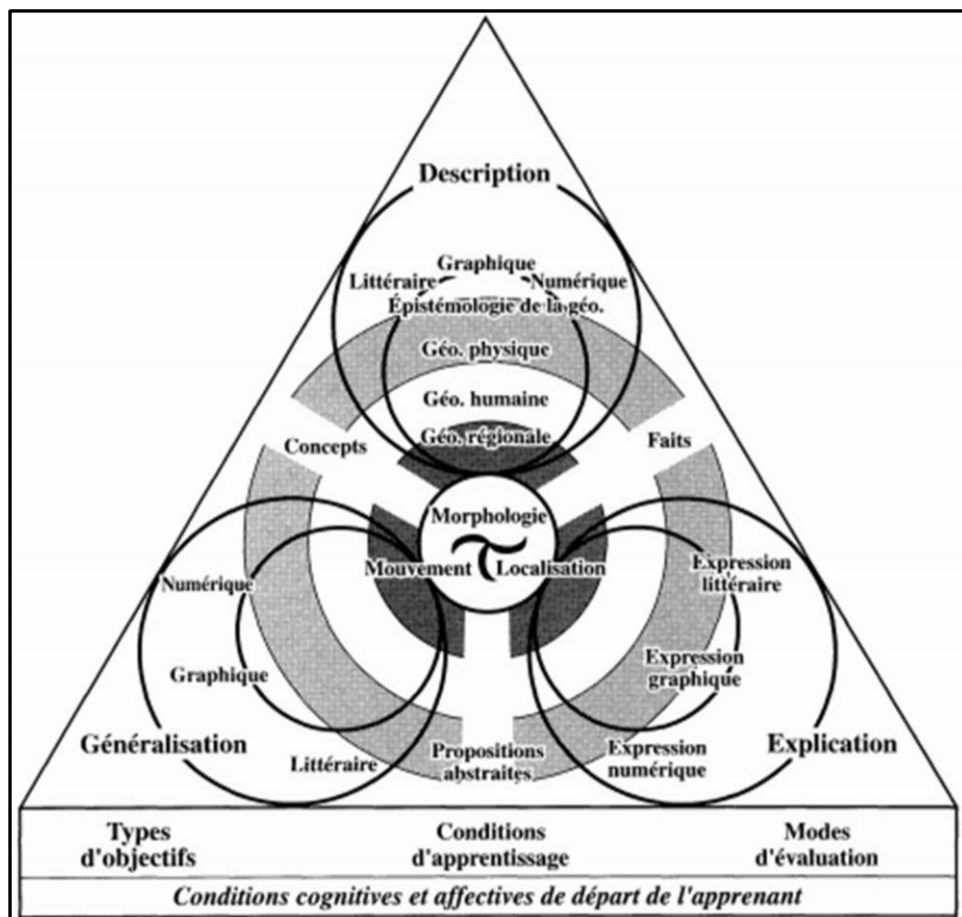 Description
Graphique
Littéraire Numérique
Épistémologie de la géo.
Géo. physique
Géo. humaine
Concepts Géo. régionale Faits
Morphologie
Mouvement Localisation
Numérique
Expression
littéraire
Graphique
Expression
graphique
Généralisation
Explication
Littéraire
Propositions
abstraites
Expression
numérique
Types
d'objectifs
Conditions
d'apprentissage
Modes
d'évaluation
Conditions cognitives et affectives de départ de l'apprenant